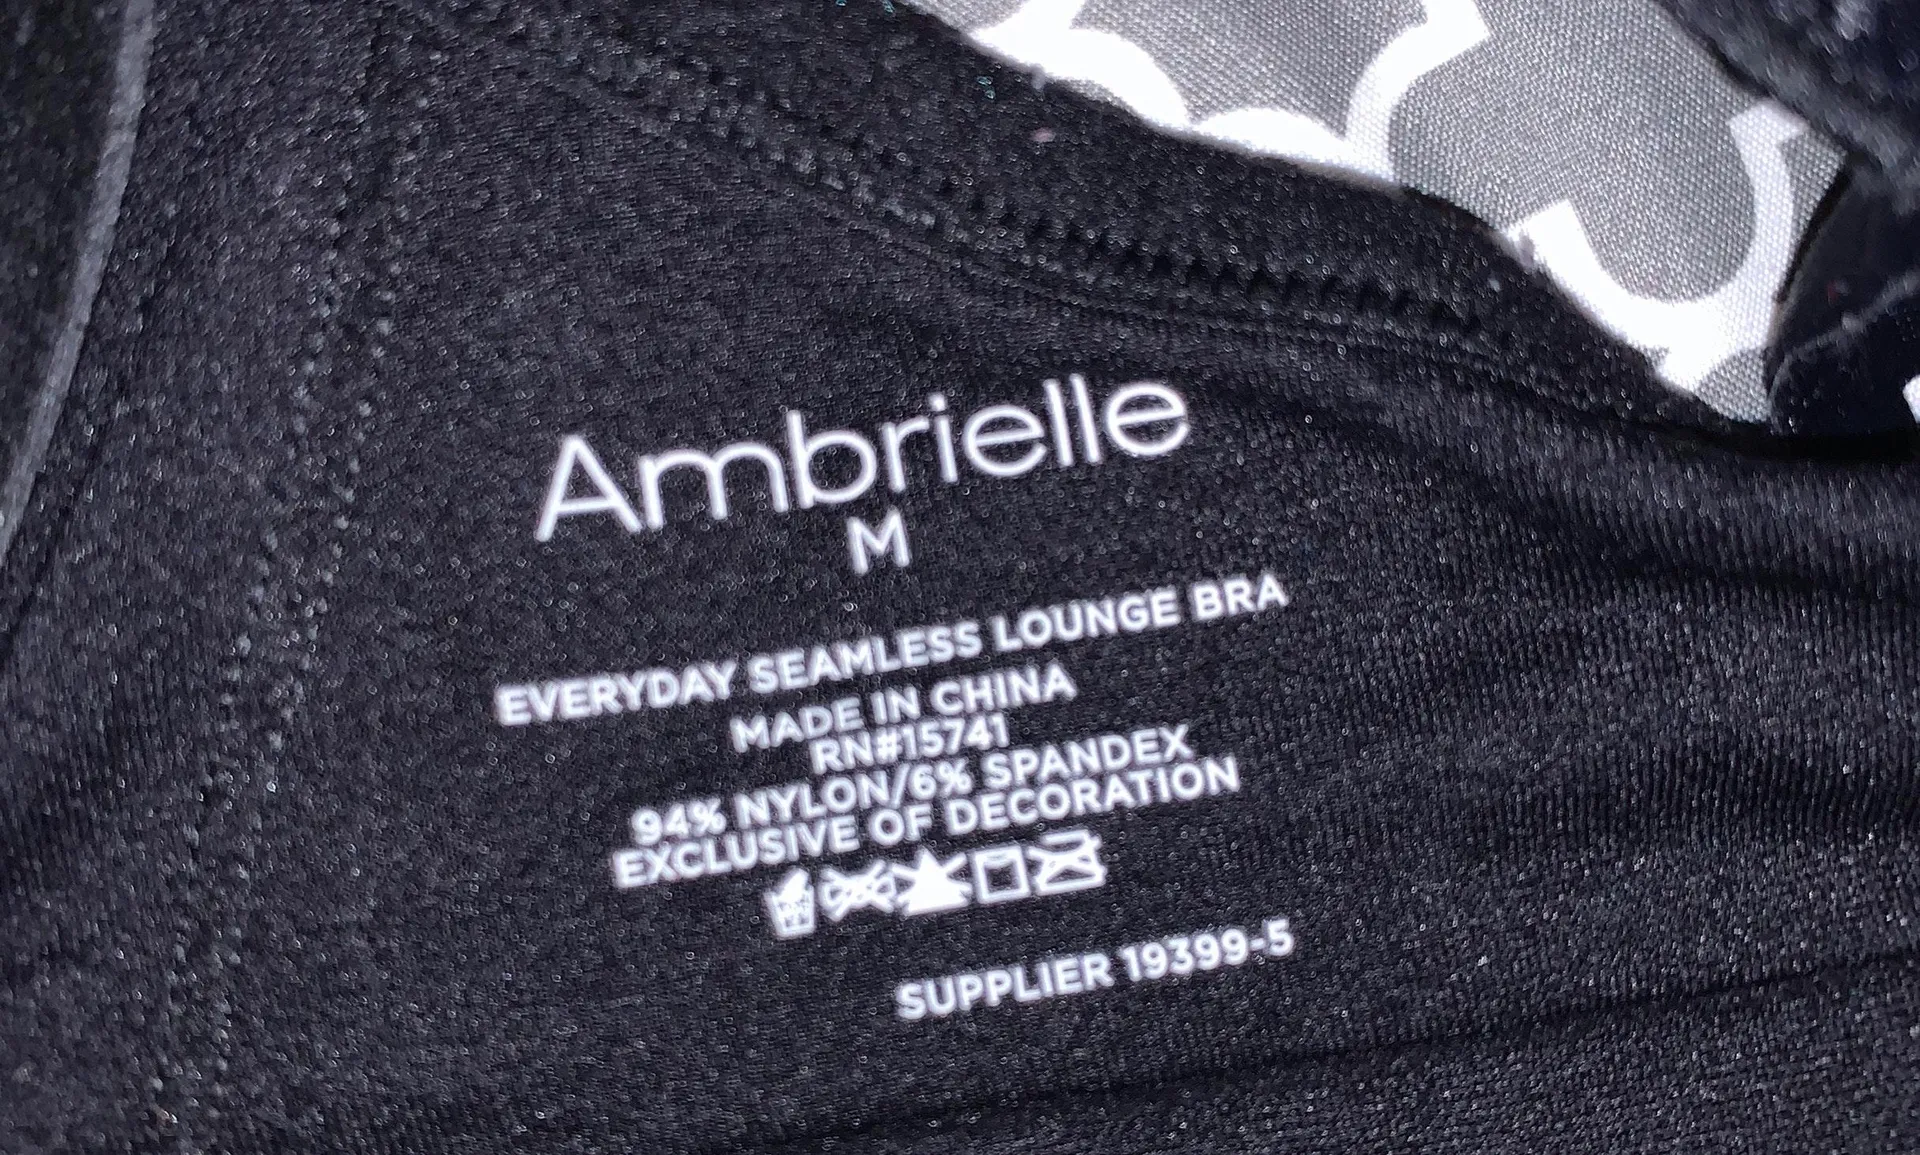 Ambrielle
M
EVERYDAY SEAMLESS LOUNGE BRA
MADE IN CHINA
RN#15741
94% NYLON/6% SPANDEX
EXCLUSIVE OF DECORATION
SUPPLIER 19399-5